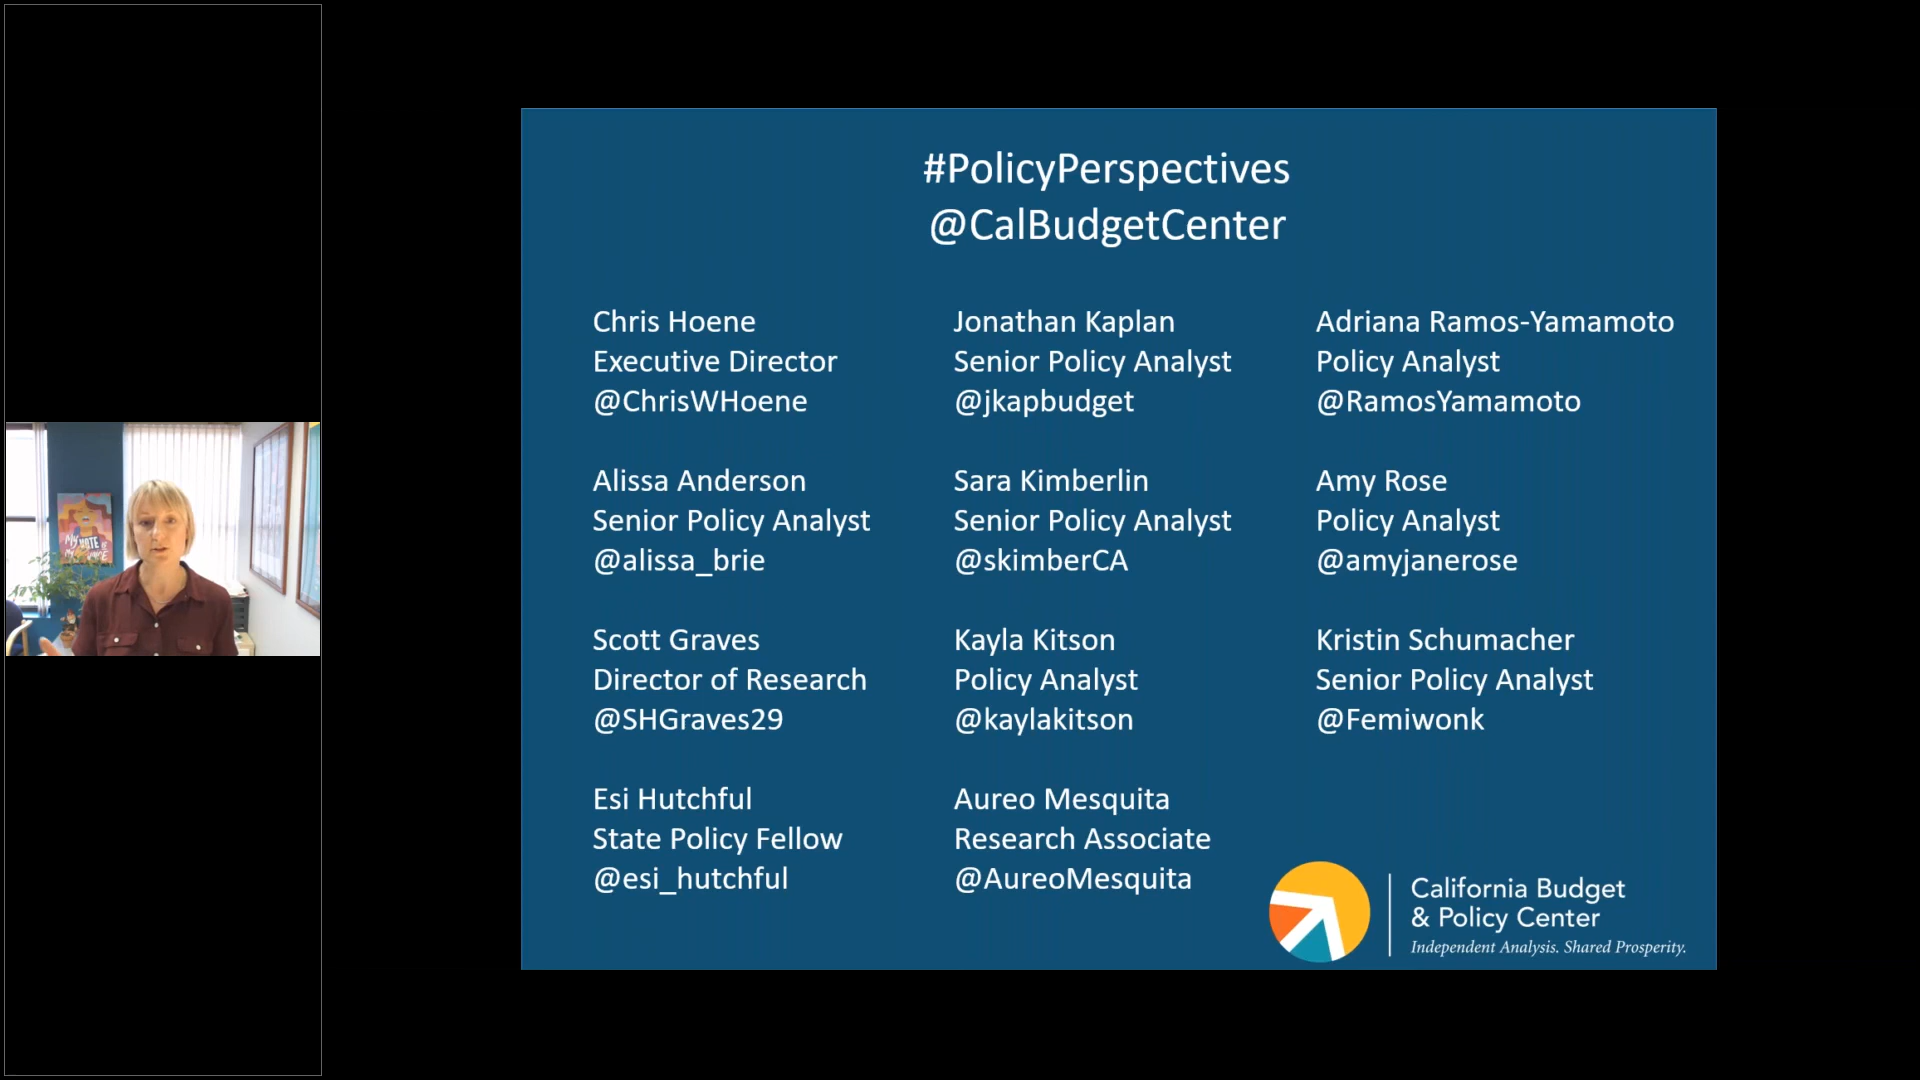 #PolicyPerspectives
@CalBudgetCenter
Chris Hoene
Executive Director
@ChrisWHoene
Alissa Anderson
Senior Policy Analyst
@alissa_brie
Scott Graves
Director of Research
@SHGraves29
Esi Hutchful
State Policy Fellow
@esi_hutchful
Jonathan Kaplan
Senior Policy Analyst
@jkapbudget
Sara Kimberlin
Senior Policy Analyst
@skimberCA
Kayla Kitson
Policy Analyst
@kaylakitson
Aureo Mesquita
Research Associate
@AureoMesquita
Adriana Ramos-Yamamoto
Policy Analyst
@RamosYamamoto
Amy Rose
Policy Analyst
@amyjanerose
Kristin Schumacher
Senior Policy Analyst
@Femiwonk
California Budget
& Policy Center
Independent Analysis. Shared Prosperity.
My VOTE is